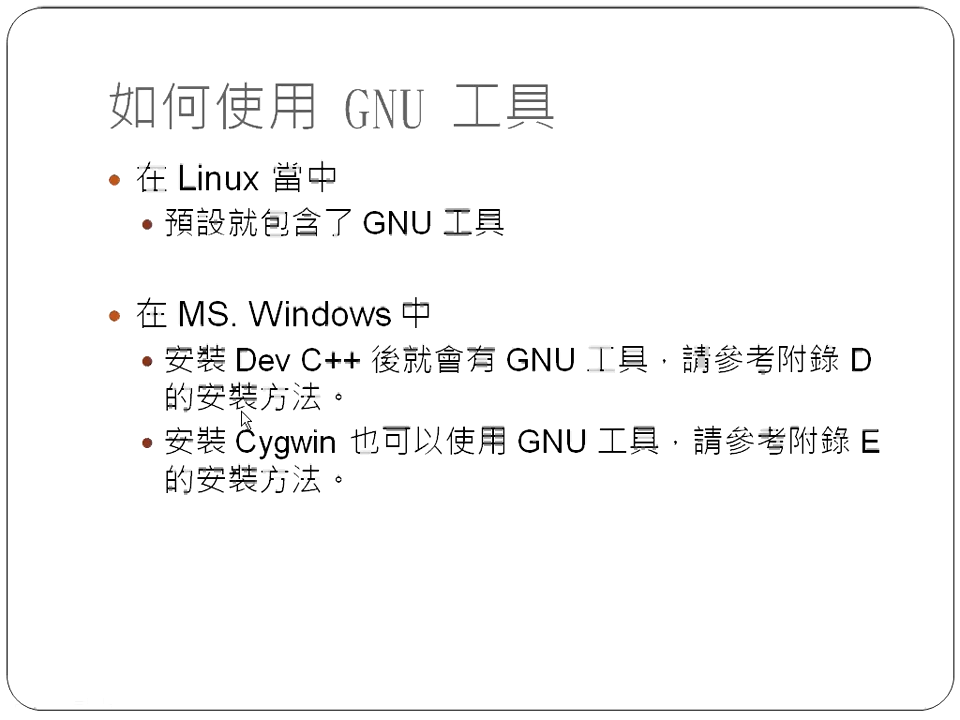 如何使用 GNU 工具
在 Linux 當中
預設就包含了 GNU 工具
在 MS. Windows 中
安裝 Dev C++ 後就會有 GNU 工具，請參考附錄 D
的安裝方法。
安裝 Cygwin 也可以使用 GNU 工具，請參考附錄 E
的安裝方法。